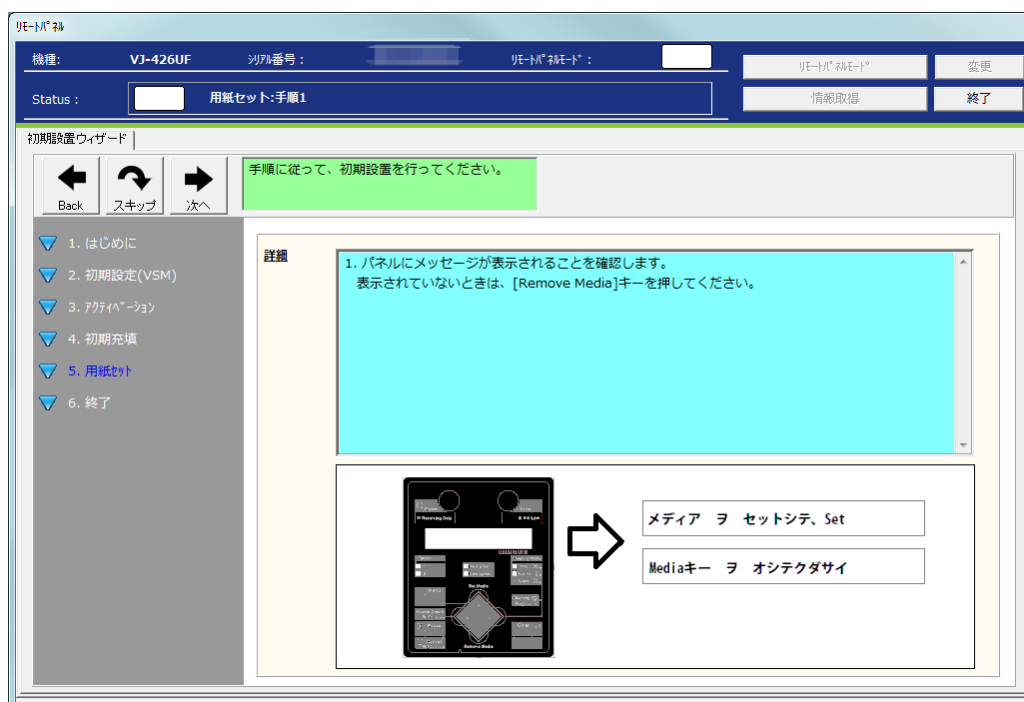 ﾘﾓｰﾄﾊﾟﾈﾙ
機種:
VJ-426UF
ｼﾘｱﾙ番号：
ﾘﾓｰﾄﾊﾟﾈﾙﾓｰﾄﾞ：
ﾘﾓｰﾄﾊﾟﾈﾙﾓｰﾄﾞ
変更
Status：
用紙セット:手順1
情報取得
終了
初期設置ウィザード
Back
スキップ
次へ
手順に従って、初期設置を行ってください。
1. はじめに
2. 初期設定(VSM)
3. ｱｸﾃｨﾍﾞｰｼｮﾝ
4. 初期充填
5. 用紙ｾｯﾄ
6. 終了
詳細
1. パネルにメッセージが表示されることを確認します。
表示されていないときは、[Remove Media]キーを押してください。
メディア ヲ セットシテ、Set
Mediaキー ヲ オシテクダサイ
Remove Media